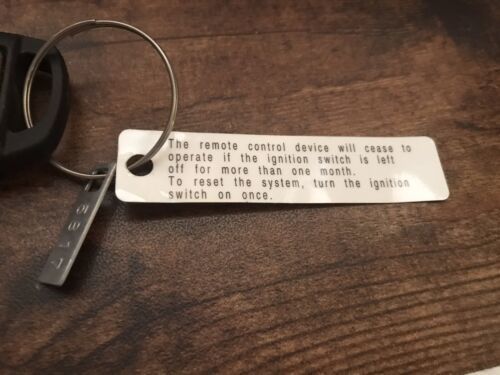 The remote control device will cease to
operate if the ignition switch is left
off for more than one month.
To reset the system, turn the ignition
switch on once.
5817